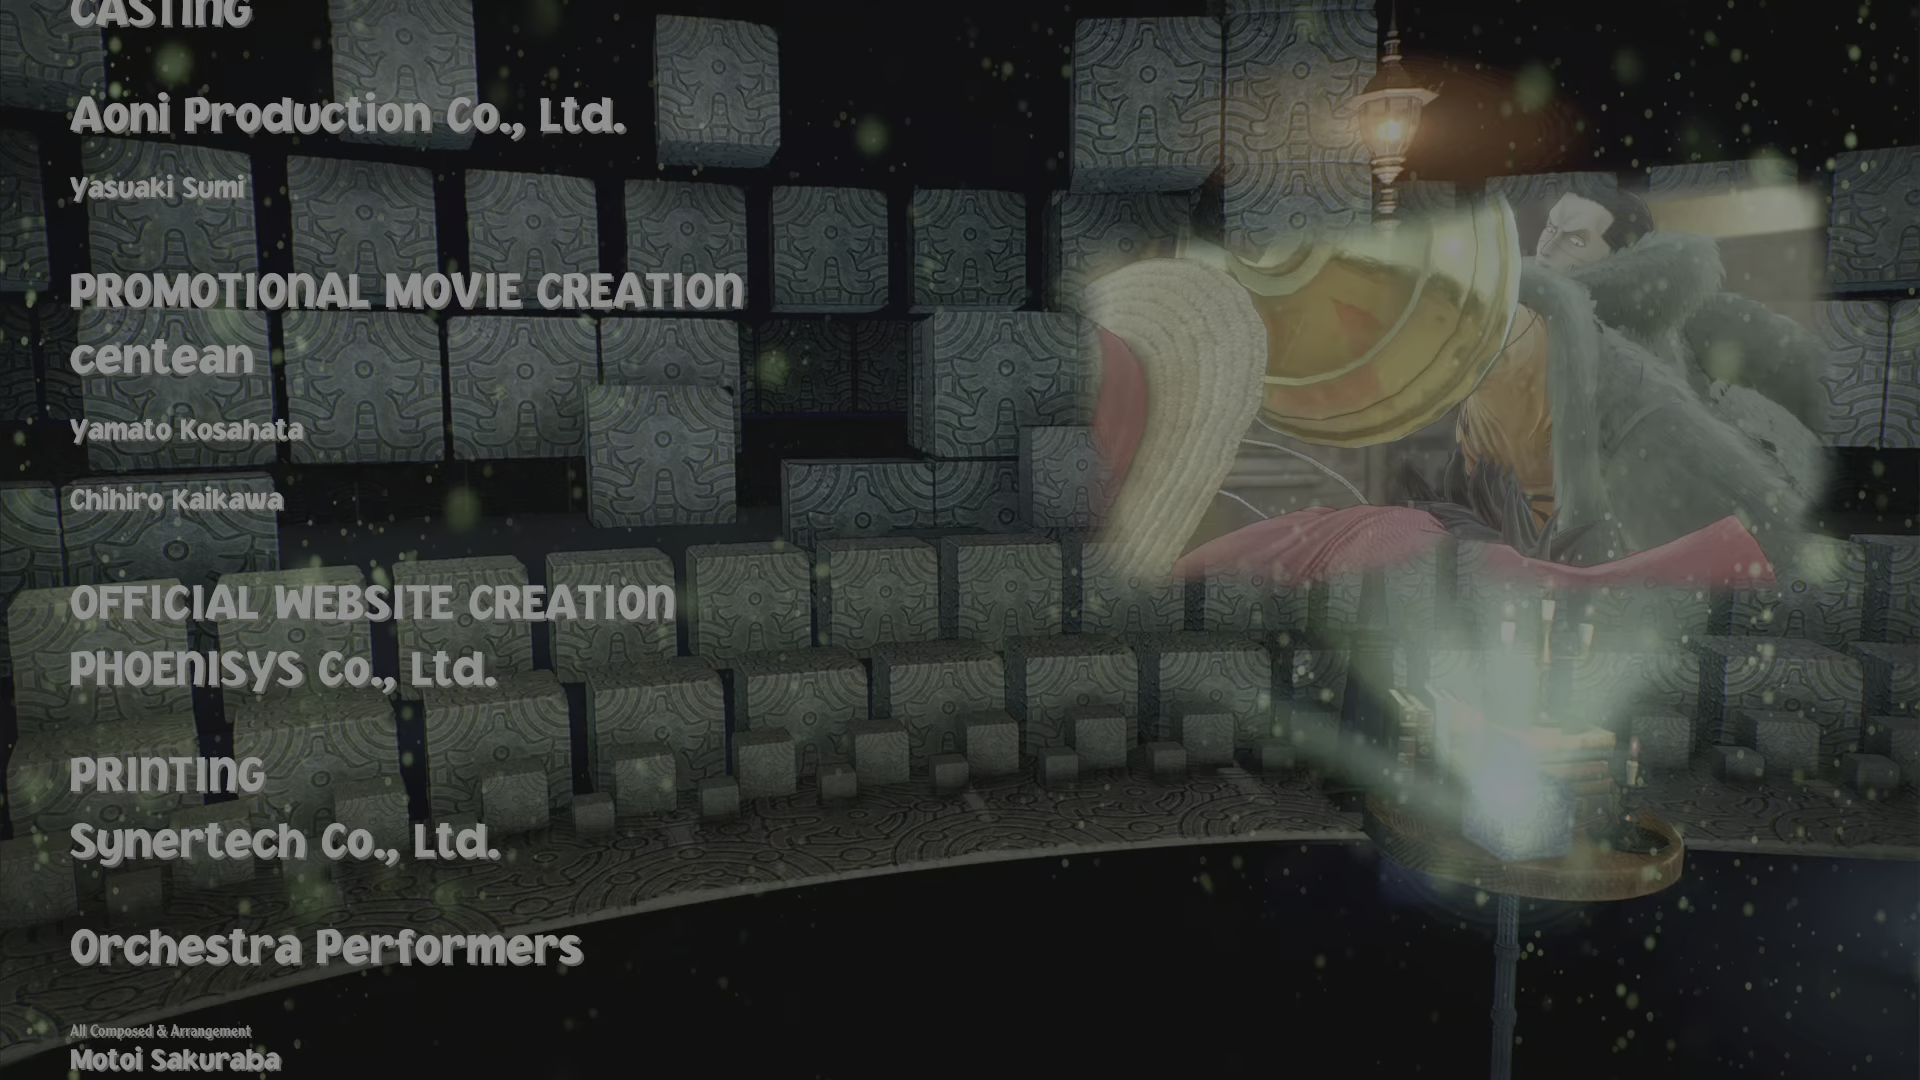 CASTING
Aoni Production Co., Ltd.
Yasuaki Sumi
PROMOTIONAL MOVIE CREATION
centean
Yamato Kosahata
Chihiro Kaikawa
OFFICIAL WEBSITE CREATION
PHOENISYS Co., Ltd.
PRINTING
Synertech Co., Ltd.
Orchestra Performers
All Composed & Arrangement
Motoi Sakuraba